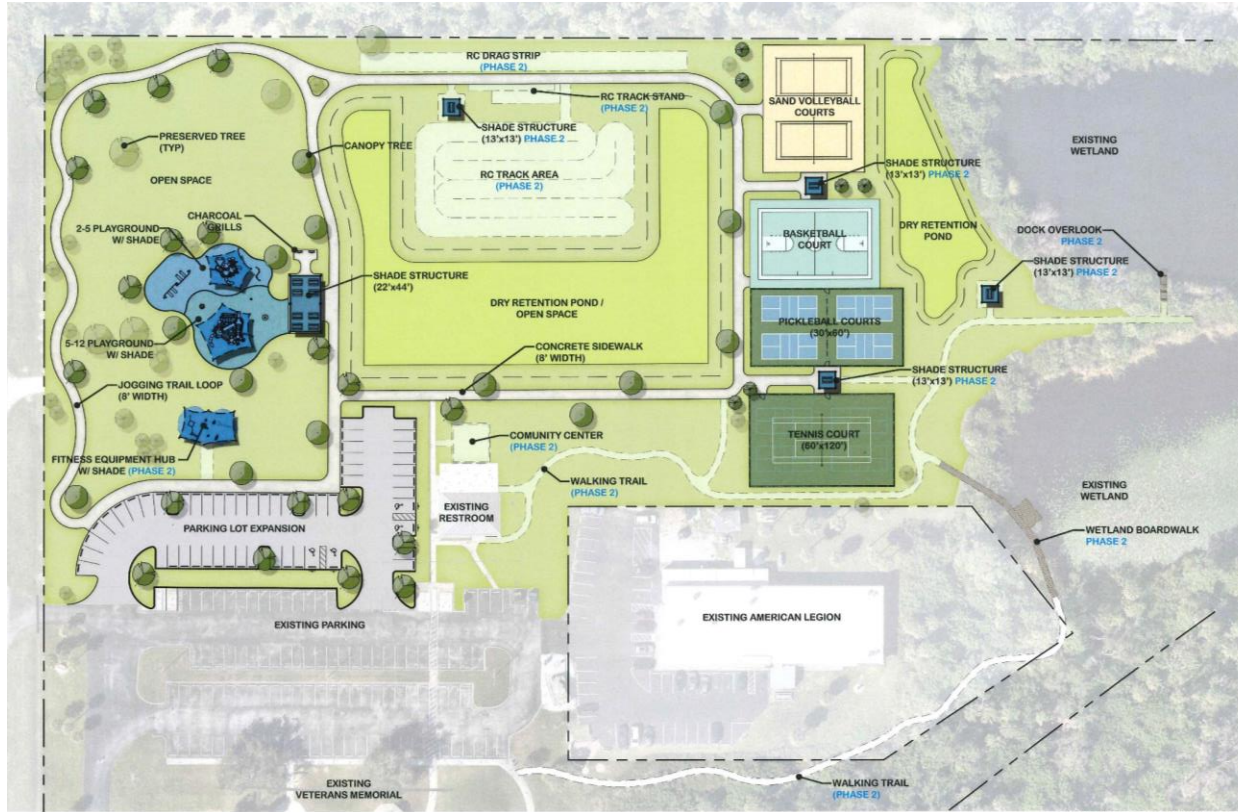 RC DRAG STRIP
(PHASE 2)
RC TRACK STAND
(PHASE 2)
SAND VOLLEYBALL
COURTS
SHADE STRUCTURE
(13'x13') PHASE 2
PRESERVED TREE
(TYP)
CANOPY TREE
EXISTING
WETLAND
OPEN SPACE
RC TRACK AREA
(PHASE 2)
SHADE STRUCTURE
(13'x13') PHASE 2
CHARCOAL
GRILLS
2-5 PLAYGROUND
W/ SHADE
BASKETBALL
COURT
DRY RETENTION
POND
DOCK OVERLOOK
PHASE 2
SHADE STRUCTURE
(13'x13') PHASE 2
SHADE STRUCTURE
(22'x44')
DRY RETENTION POND /
OPEN SPACE
PICKLEBALL COURTS
(30'x60')
5-12 PLAYGROUND
W/ SHADE
CONCRETE SIDEWALK
(8' WIDTH)
SHADE STRUCTURE
(13'x13') PHASE 2
JOGGING TRAIL LOOP
(8' WIDTH)
COMUNITY CENTER
(PHASE 2)
TENNIS COURT
(60'x120')
FITNESS EQUIPMENT HUB
W/ SHADE (PHASE 2)
WALKING TRAIL
(PHASE 2)
EXISTING
WETLAND
EXISTING
RESTROOM
PARKING LOT EXPANSION
WETLAND BOARDWALK
PHASE 2
EXISTING PARKING
EXISTING AMERICAN LEGION
EXISTING
VETERANS MEMORIAL
WALKING TRAIL
(PHASE 2)